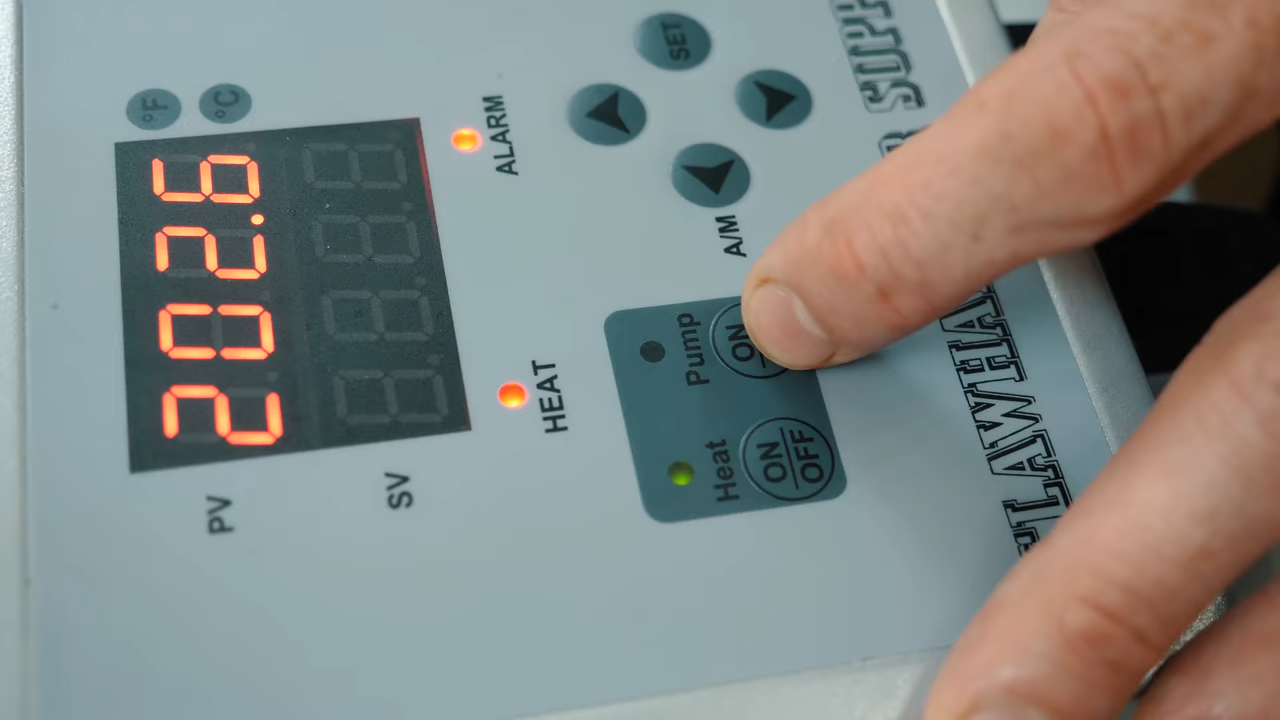 °F
°C
202.6
PV
SV
ALARM
HEAT
SET
A/M
Pump
ON
Heat
ON
OFF